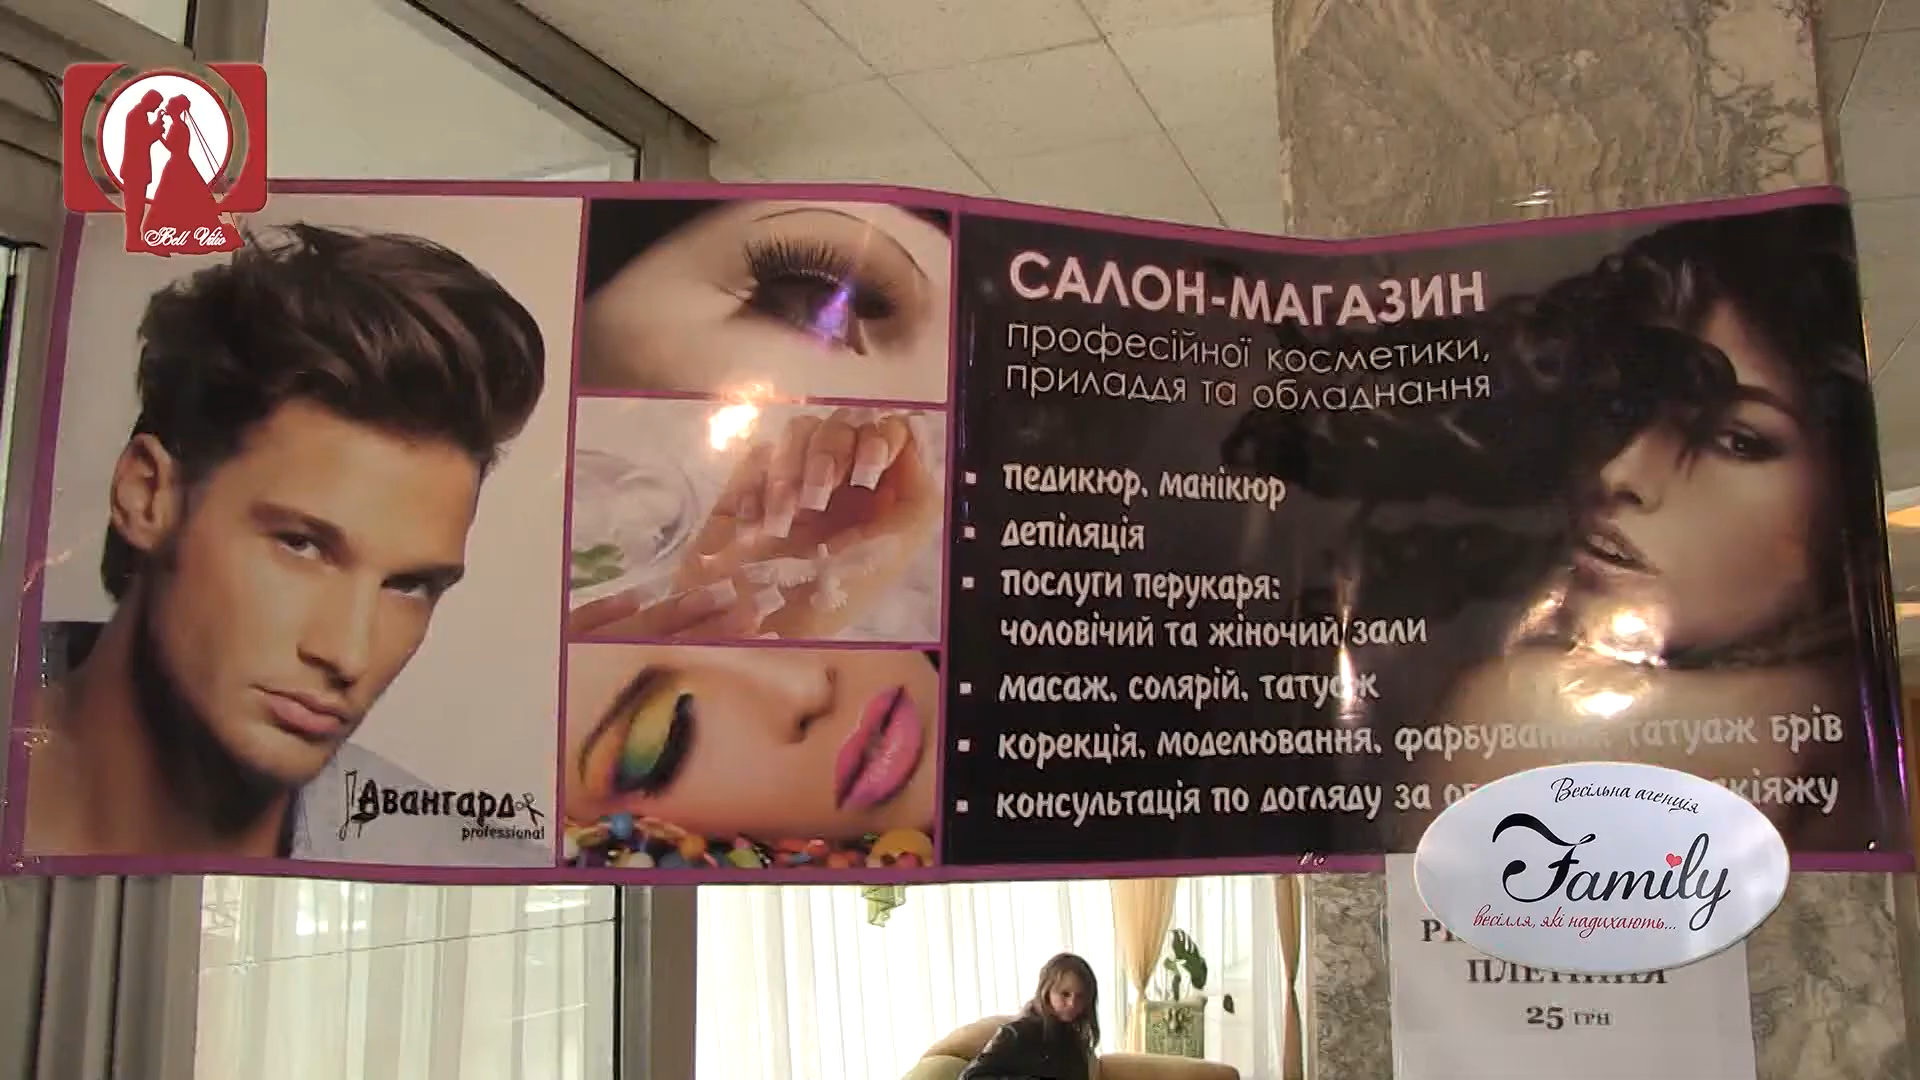 Bell Video
САЛОН-МАГАЗИН
професійної косметики,
приладдя та обладнання
▪ педикюр, манікюр
▪ депіляція
▪ послуги перукаря:
чоловічий та жіночий зали
▪ масаж, солярій, татуаж
▪ корекція, моделювання, фарбування, татуаж брів
▪ консультація по догляду за
Авангард
professional
Весільна агенція
Family
весілля, які надихають...
ПЛЕТІННЯ
25 ГРН